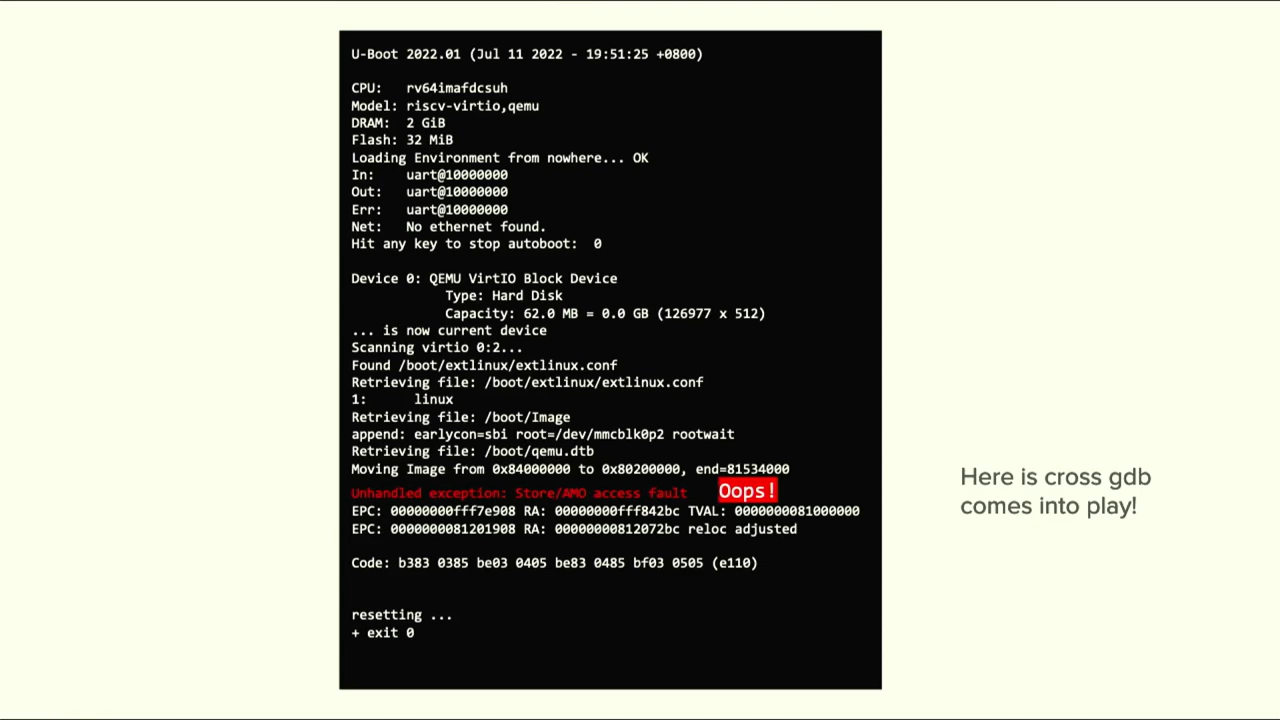 U-Boot 2022.01 (Jul 11 2022 - 19:51:25 +0800)
CPU: rv64imafdcsuh
Model: riscv-virtio,qemu
DRAM: 2 GiB
Flash: 32 MiB
Loading Environment from nowhere... OK
In: uart@10000000
Out: uart@10000000
Err: uart@10000000
Net: No ethernet found.
Hit any key to stop autoboot: 0
Device 0: QEMU VirtIO Block Device
Type: Hard Disk
Capacity: 62.0 MB = 0.0 GB (126977 x 512)
... is now current device
Scanning virtio 0:2...
Found /boot/extlinux/extlinux.conf
Retrieving file: /boot/extlinux/extlinux.conf
1: linux
Retrieving file: /boot/Image
append: earlycon=sbi root=/dev/mmcblk0p2 rootwait
Retrieving file: /boot/qemu.dtb
Moving Image from 0x84000000 to 0x80200000, end=81534000
Unhandled exception: Store/AMO access fault Oops!
EPC: 00000000fff7e908 RA: 00000000fff842bc TVAL: 0000000081000000
EPC: 0000000081201908 RA: 00000000812072bc reloc adjusted
Code: b383 0385 be03 0405 be83 0485 bf03 0505 (e110)
resetting ...
+ exit 0
Here is cross gdb
comes into play!